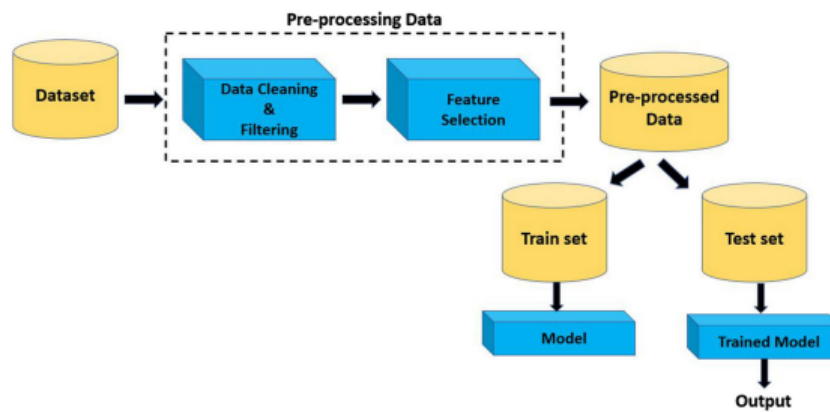 Pre-processing Data
Dataset
Data Cleaning
&
Filtering
Feature
Selection
Pre-processed
Data
Train set
Test set
Model
Trained Model
Output